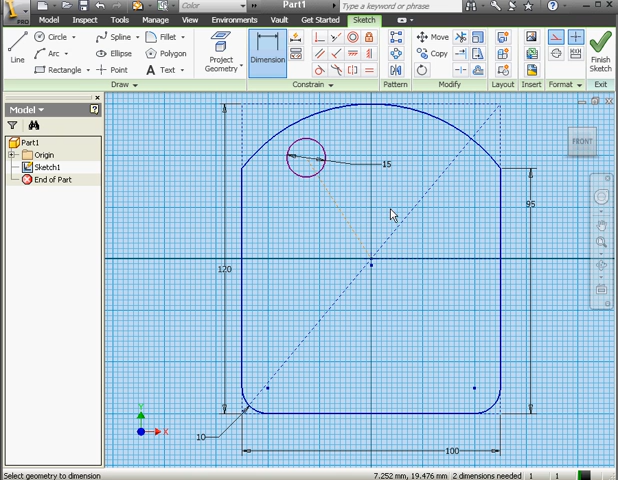 PRO
Color
Part1
Type a keyword or phrase
Model Inspect Tools Manage View Environments Vault Get Started Sketch
Line
Circle
Arc
Rectangle
Spline
Ellipse
Point
Fillet
Polygon
Text
Project
Geometry
Dimension
Move
Copy
Finish
Sketch
Draw Constrain Pattern Modify Layout Insert Format Exit
Model
Part1
Origin
Sketch1
End of Part
FRONT
15
95
120
10
100
Y
X
Select geometry to dimension
7.252 mm, 19.476 mm 2 dimensions needed 1 1